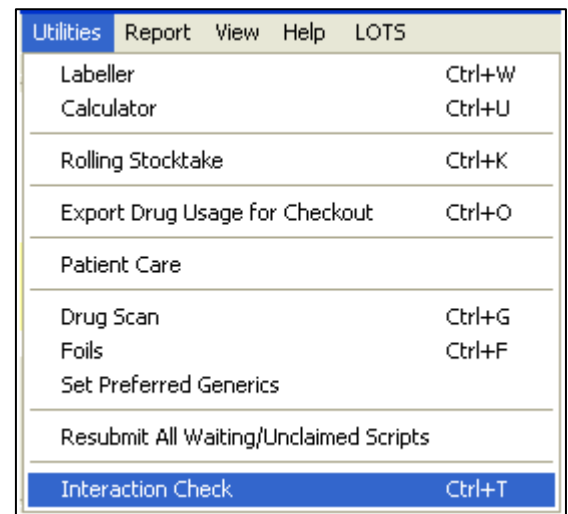 Utilities Report View Help LOTS
Labeller Ctrl+W
Calculator Ctrl+U
Rolling Stocktake Ctrl+K
Export Drug Usage for Checkout Ctrl+O
Patient Care
Drug Scan Ctrl+G
Foils Ctrl+F
Set Preferred Generics
Resubmit All Waiting/Unclaimed Scripts
Interaction Check Ctrl+T